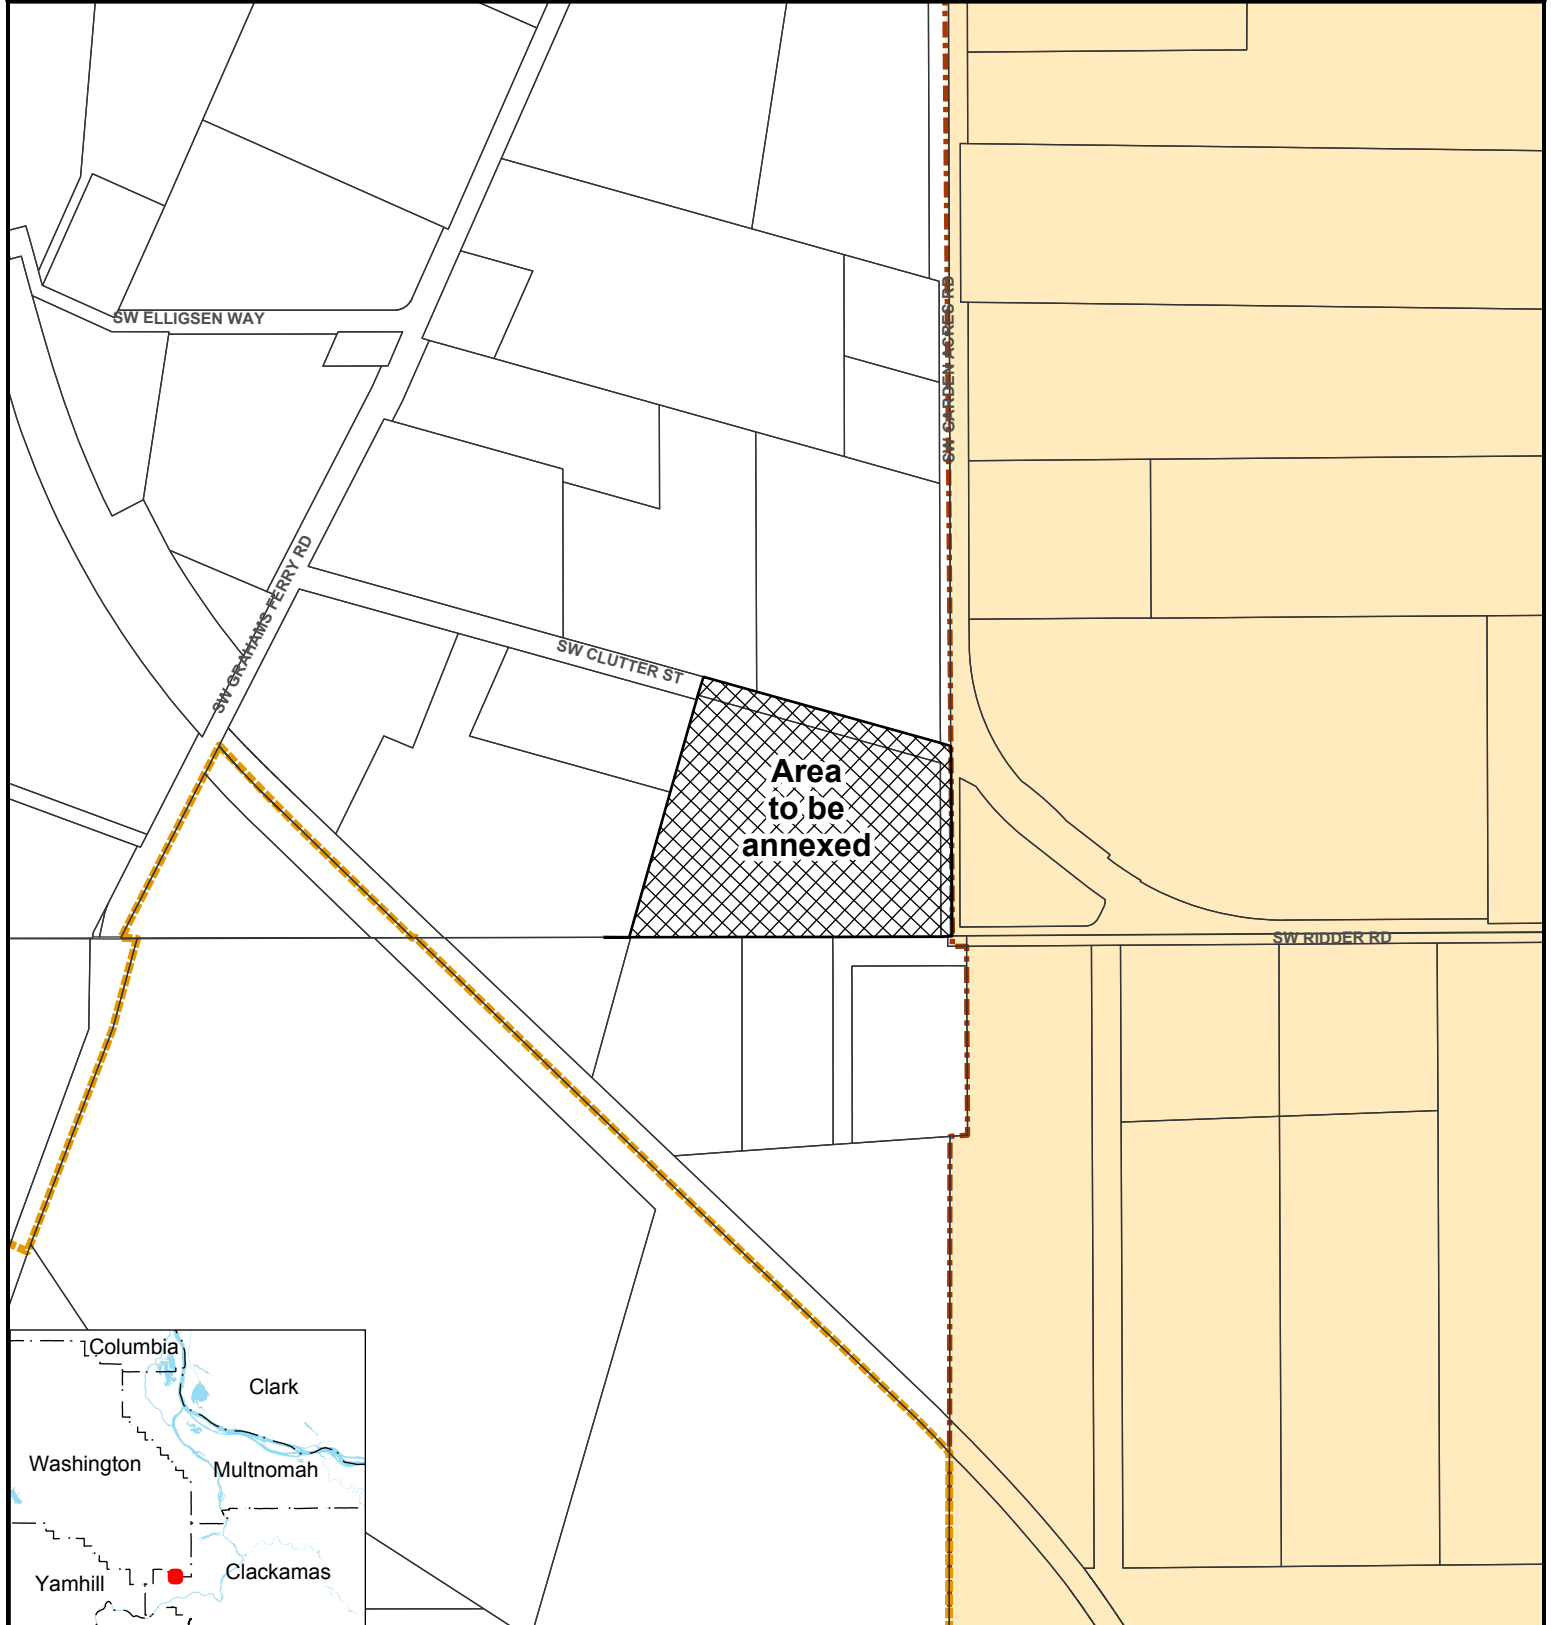 SW ELLIGSEN WAY
SW GARDEN ACRES RD
SW GRAHAMS FERRY RD
SW CLUTTER ST
Area
to be
annexed
SW RIDDER RD
Columbia
Clark
Washington
Multnomah
Yamhill
Clackamas